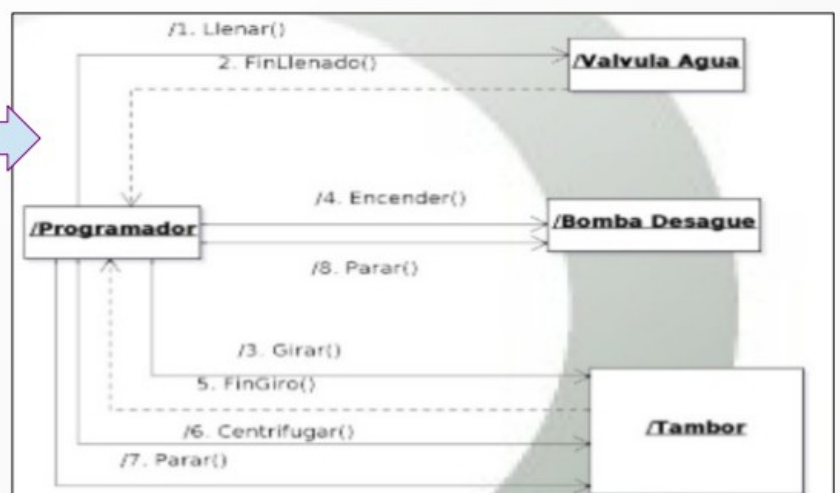 /1. Llenar()
2. FinLlenado()
/Valvula Agua
/4. Encender()
/Programador
/Bomba Desague
/8. Parar()
/3. Girar()
5. FinGiro()
/Tambor
/6. Centrifugar()
/7. Parar()